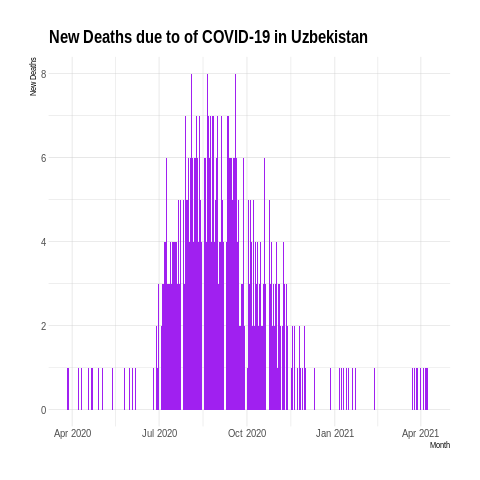 New Deaths due to of COVID-19 in Uzbekistan
New Deaths
8
6
4
2
0
Apr 2020 Jul 2020 Oct 2020 Jan 2021 Apr 2021
Month